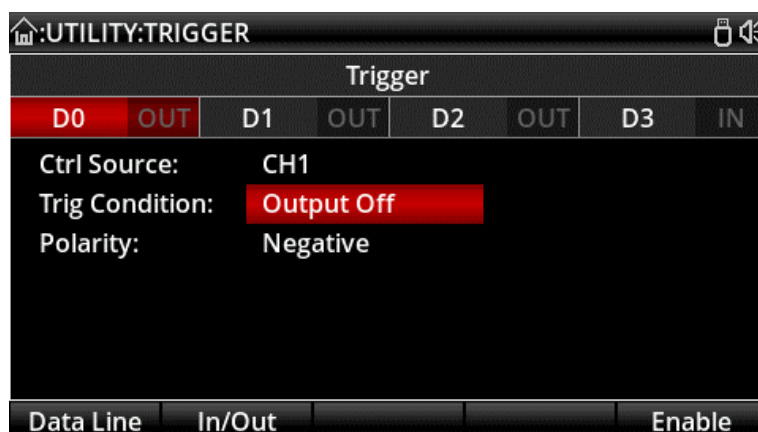 :UTILITY:TRIGGER
Trigger
D0 OUT D1 OUT D2 OUT D3 IN
Ctrl Source: CH1
Trig Condition: Output Off
Polarity: Negative
Data Line In/Out Enable